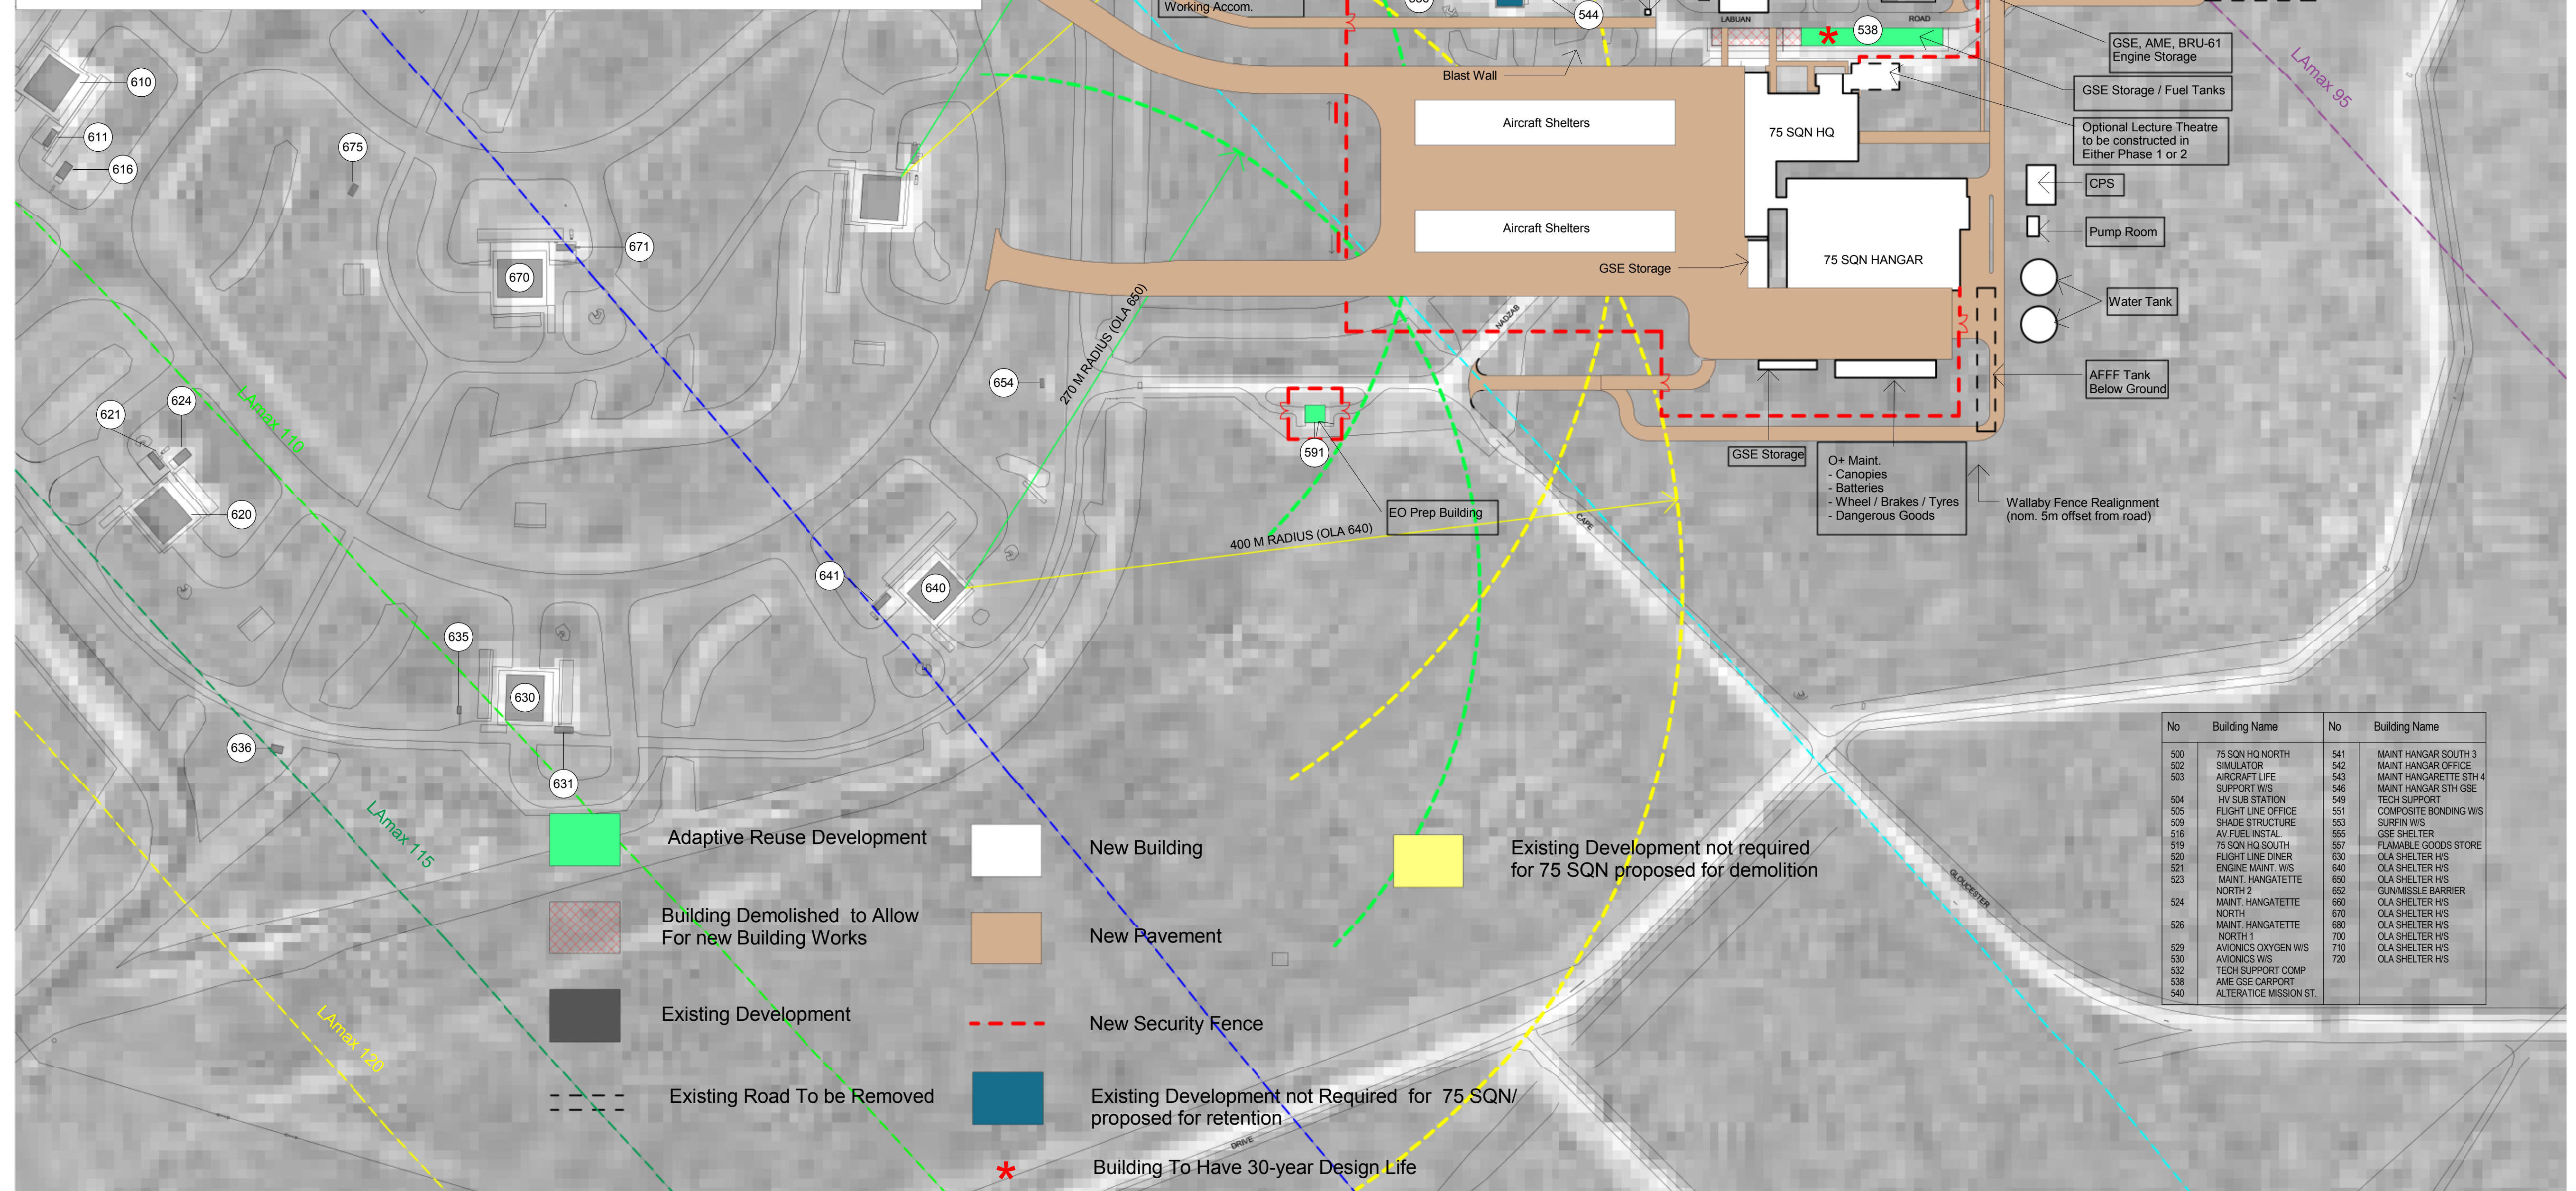 Working Accom.
544
LABUAN
ROAD
538
GSE, AME, BRU-61
Engine Storage
GSE Storage / Fuel Tanks
Optional Lecture Theatre
to be constructed in
Either Phase 1 or 2
LAmax 95
610
611
616
675
Blast Wall
Aircraft Shelters
75 SQN HQ
CPS
Pump Room
Aircraft Shelters
671
670
GSE Storage
75 SQN HANGAR
Water Tank
270 M RADIUS (OLA 650)
NADZAB
654
AFFF Tank
Below Ground
621
624
LAmax 110
591
GSE Storage
O+ Maint.
- Canopies
- Batteries
- Wheel / Brakes / Tyres
- Dangerous Goods
Wallaby Fence Realignment
(nom. 5m offset from road)
620
EO Prep Building
400 M RADIUS (OLA 640)
CAPE
641
640
635
630
636
631
LAmax 115
LAmax 120
GLOUCESTER
DRIVE
Adaptive Reuse Development
Building Demolished to Allow
For new Building Works
Existing Development
Existing Road To be Removed
New Building
New Pavement
New Security Fence
Existing Development not Required for 75 SQN/
proposed for retention
Building To Have 30-year Design Life
*
Existing Development not required
for 75 SQN proposed for demolition
No Building Name No Building Name
500 75 SQN HQ NORTH 541 MAINT HANGAR SOUTH 3
502 SIMULATOR 542 MAINT HANGAR OFFICE
503 AIRCRAFT LIFE 543 MAINT HANGARETTE STH 4
SUPPORT W/S 546 MAINT HANGAR STH GSE
504 HV SUB STATION 549 TECH SUPPORT
505 FLIGHT LINE OFFICE 551 COMPOSITE BONDING W/S
509 SHADE STRUCTURE 553 SURFIN W/S
516 AV.FUEL INSTAL. 555 GSE SHELTER
519 75 SQN HQ SOUTH 557 FLAMABLE GOODS STORE
520 FLIGHT LINE DINER 630 OLA SHELTER H/S
521 ENGINE MAINT. W/S 640 OLA SHELTER H/S
523 MAINT. HANGATETTE 650 OLA SHELTER H/S
NORTH 2 652 GUN/MISSLE BARRIER
524 MAINT. HANGATETTE 660 OLA SHELTER H/S
NORTH 670 OLA SHELTER H/S
526 MAINT. HANGATETTE 680 OLA SHELTER H/S
NORTH 1 700 OLA SHELTER H/S
529 AVIONICS OXYGEN W/S 710 OLA SHELTER H/S
530 AVIONICS W/S 720 OLA SHELTER H/S
532 TECH SUPPORT COMP
538 AME GSE CARPORT
540 ALTERATICE MISSION ST.